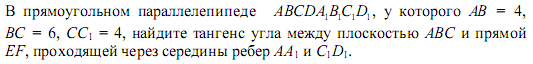 В прямоугольном параллелепипеде ABCDA₁B₁C₁D₁, у которого AB = 4,
BC = 6, CC₁ = 4, найдите тангенс угла между плоскостью ABC и прямой
EF, проходящей через середины ребер AA₁ и C₁D₁.